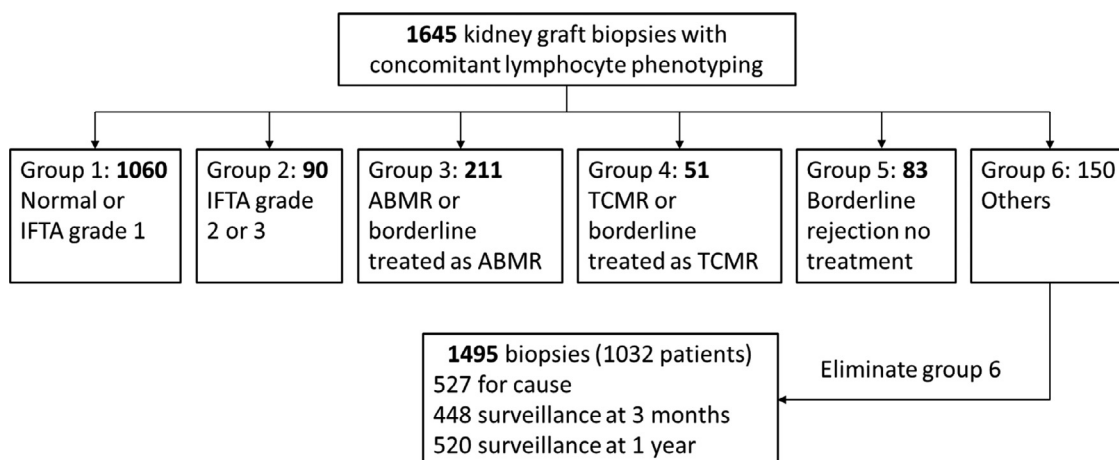 1645 kidney graft biopsies with
concomitant lymphocyte phenotyping
Group 1: 1060
Normal or
IFTA grade 1
Group 2: 90
IFTA grade
2 or 3
Group 3: 211
ABMR or
borderline
treated as ABMR
Group 4: 51
TCMR or
borderline
treated as TCMR
Group 5: 83
Borderline
rejection no
treatment
Group 6: 150
Others
1495 biopsies (1032 patients)
527 for cause
448 surveillance at 3 months
520 surveillance at 1 year
Eliminate group 6